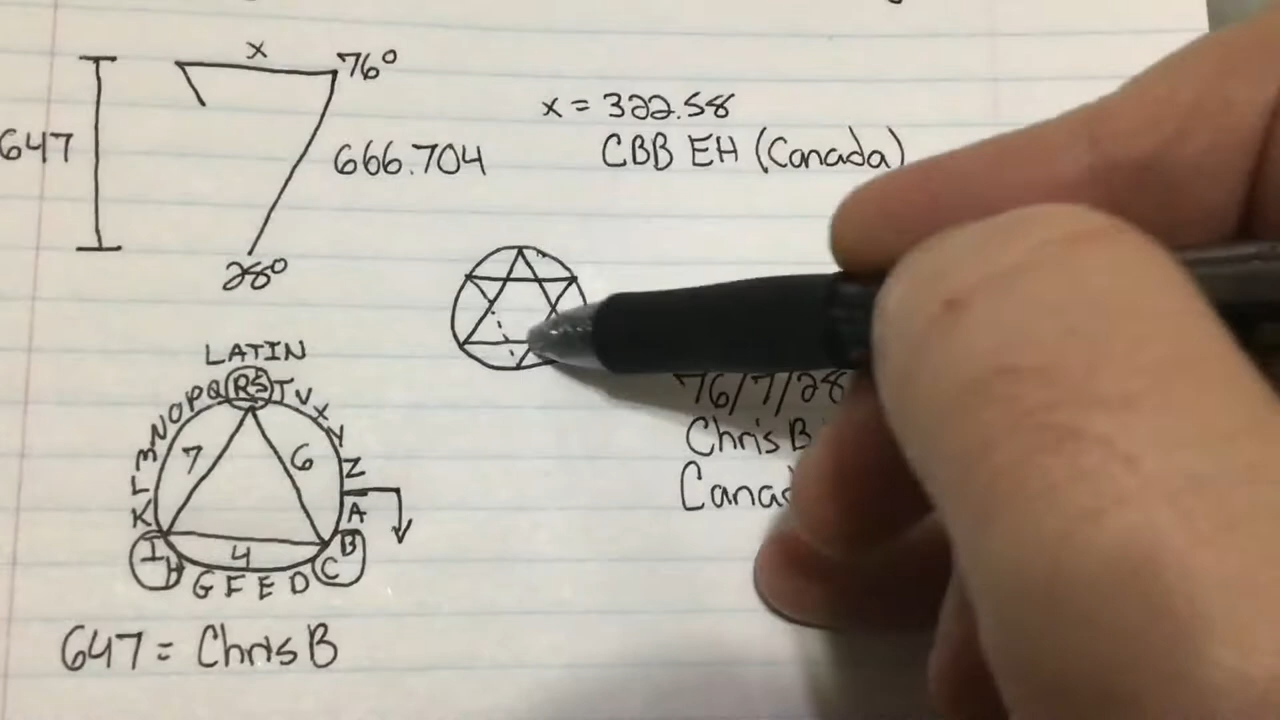 x
76°
647
666.704
28°
x = 322.58
CBB EH (Canada)
LATIN
N O P Q RS T V X Y Z
A B C D E F G H I K L M
7
6
4
76/7/28
Chris B
Canad
647 = Chris B